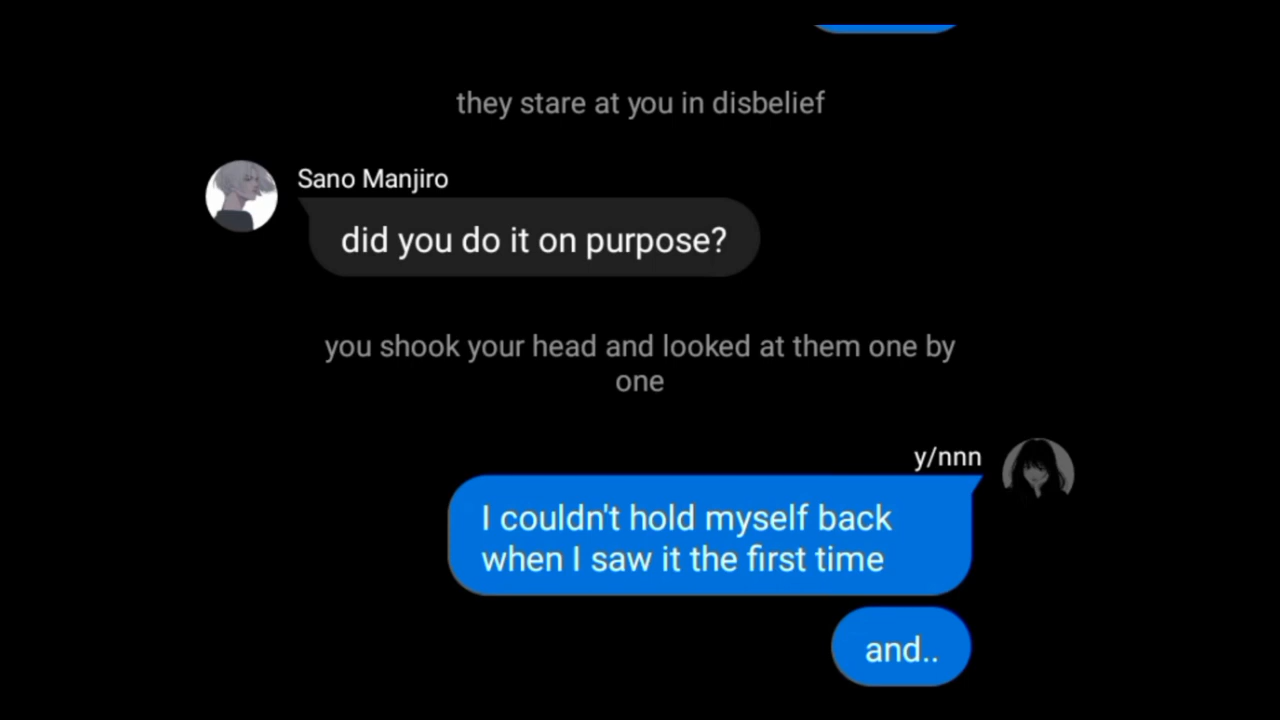 they stare at you in disbelief
Sano Manjiro
did you do it on purpose?
you shook your head and looked at them one by
one
y/nnn
I couldn't hold myself back
when I saw it the first time
and..